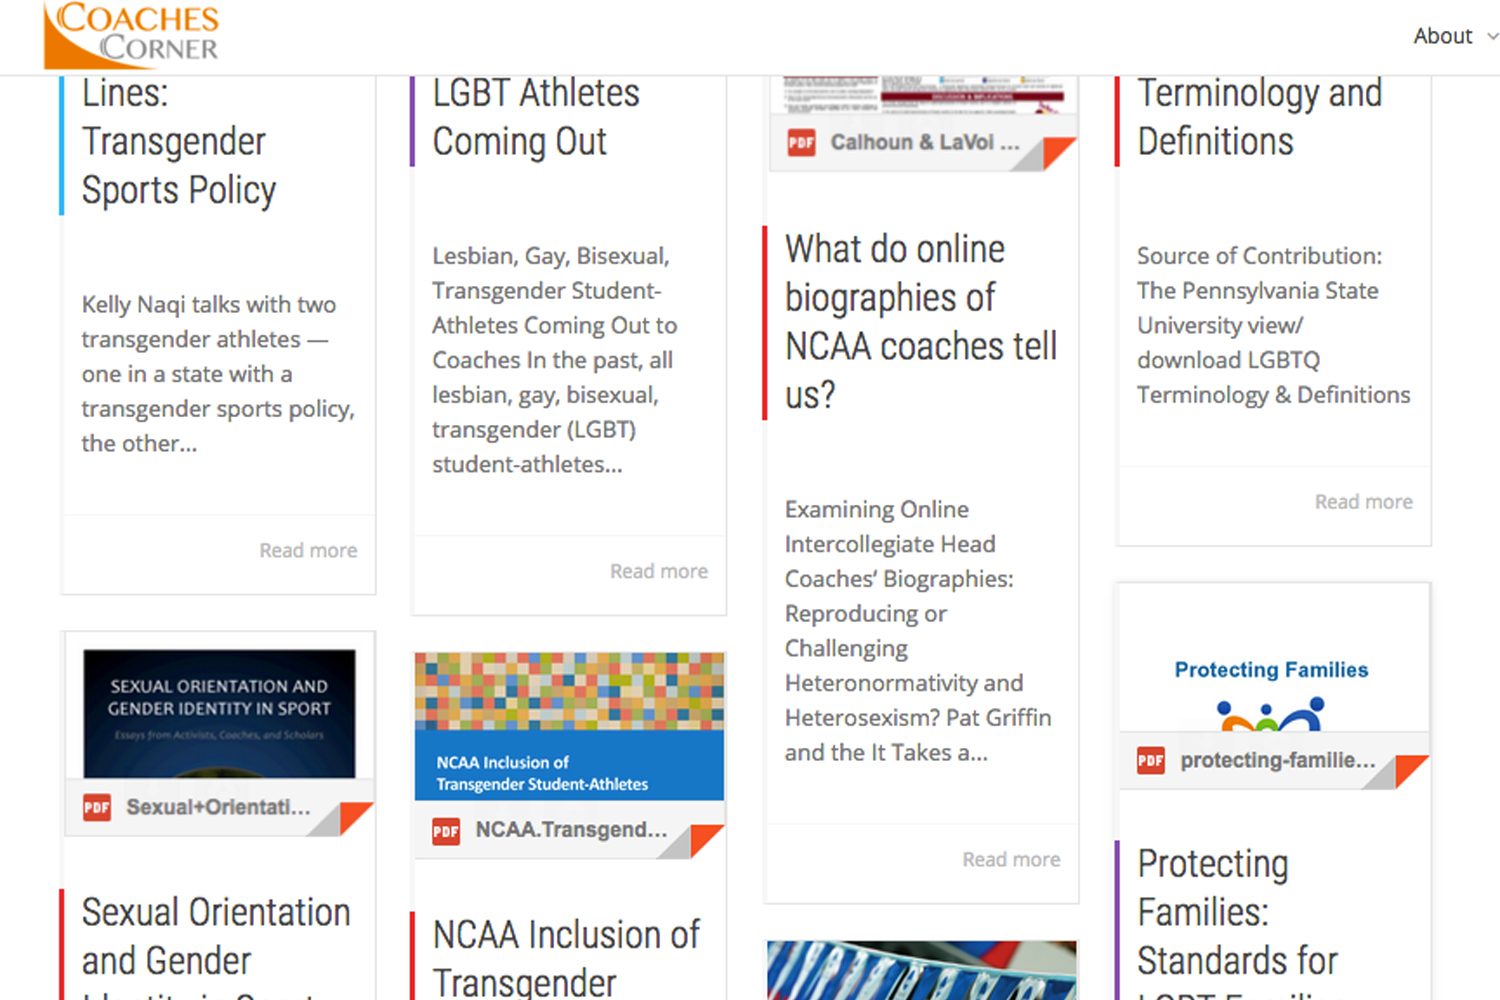 COACHES
CORNER
About
Lines:
Transgender
Sports Policy
Kelly Naqi talks with two
transgender athletes —
one in a state with a
transgender sports policy,
the other...
Read more
SEXUAL ORIENTATION AND
GENDER IDENTITY IN SPORT
Essays from Activists, Coaches, and Scholars
PDF Sexual+Orientati...
Sexual Orientation
and Gender
LGBT Athletes
Coming Out
Lesbian, Gay, Bisexual,
Transgender Student-
Athletes Coming Out to
Coaches In the past, all
lesbian, gay, bisexual,
transgender (LGBT)
student-athletes...
Read more
NCAA Inclusion of
Transgender Student-Athletes
PDF NCAA.Transgend...
NCAA Inclusion of
Transgender
DISCUSSION & IMPLICATIONS
PDF Calhoun & LaVoi ...
What do online
biographies of
NCAA coaches tell
us?
Examining Online
Intercollegiate Head
Coaches’ Biographies:
Reproducing or
Challenging
Heteronormativity and
Heterosexism? Pat Griffin
and the It Takes a...
Read more
Terminology and
Definitions
Source of Contribution:
The Pennsylvania State
University view/
download LGBTQ
Terminology & Definitions
Read more
Protecting Families
PDF protecting-familie...
Protecting
Families:
Standards for